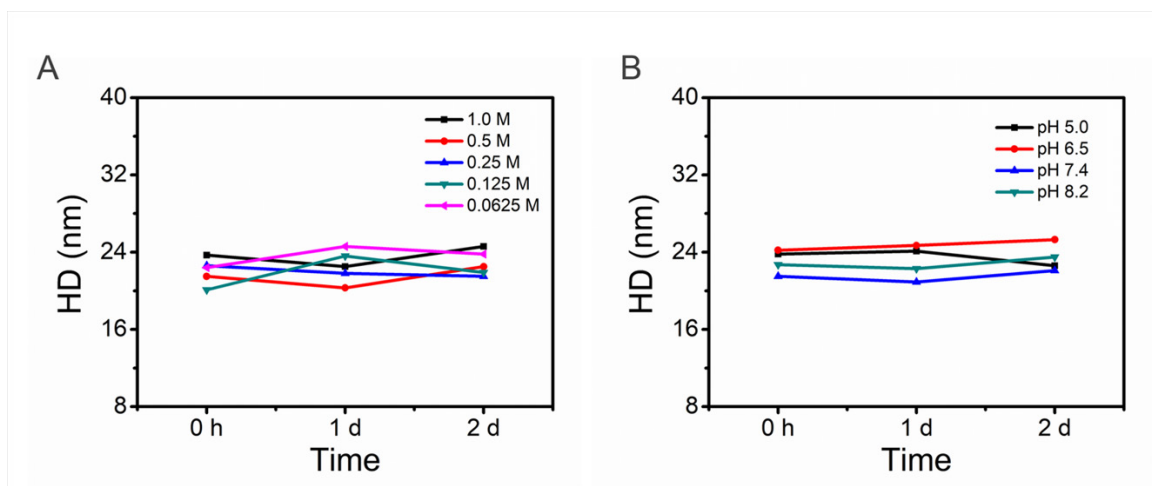 A
HD (nm)
40
32
24
16
8
1.0 M
0.5 M
0.25 M
0.125 M
0.0625 M
0 h 1 d 2 d
Time
B
HD (nm)
40
32
24
16
8
pH 5.0
pH 6.5
pH 7.4
pH 8.2
0 h 1 d 2 d
Time